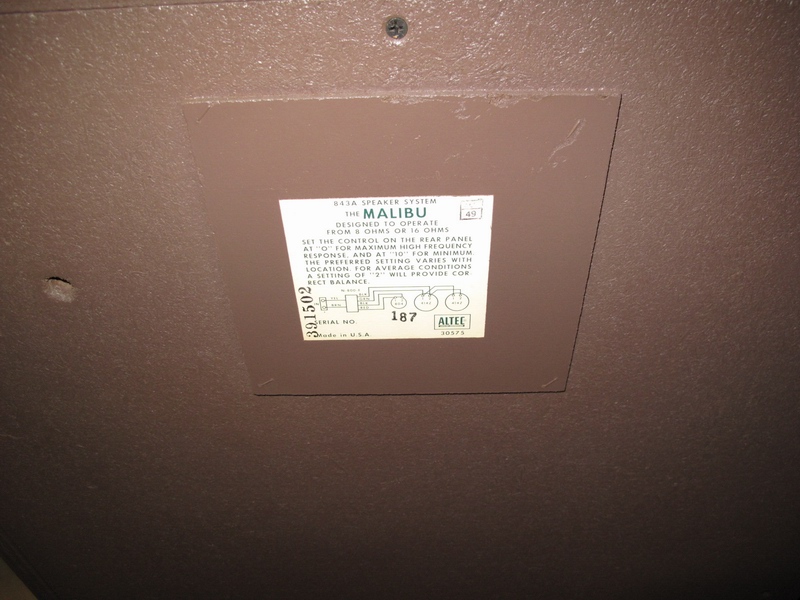 843A SPEAKER SYSTEM
THE MALIBU
49
DESIGNED TO OPERATE
FROM 8 OHMS OR 16 OHMS
SET THE CONTROL ON THE REAR PANEL
AT "O" FOR MAXIMUM HIGH FREQUENCY
RESPONSE, AND AT "10" FOR MINIMUM
THE PREFERRED SETTING VARIES WITH
LOCATION. FOR AVERAGE CONDITIONS
A SETTING OF "2" WILL PROVIDE COR-
RECT BALANCE.
391502
SERIAL NO.
187
ALTEC
Made in U.S.A.
30575